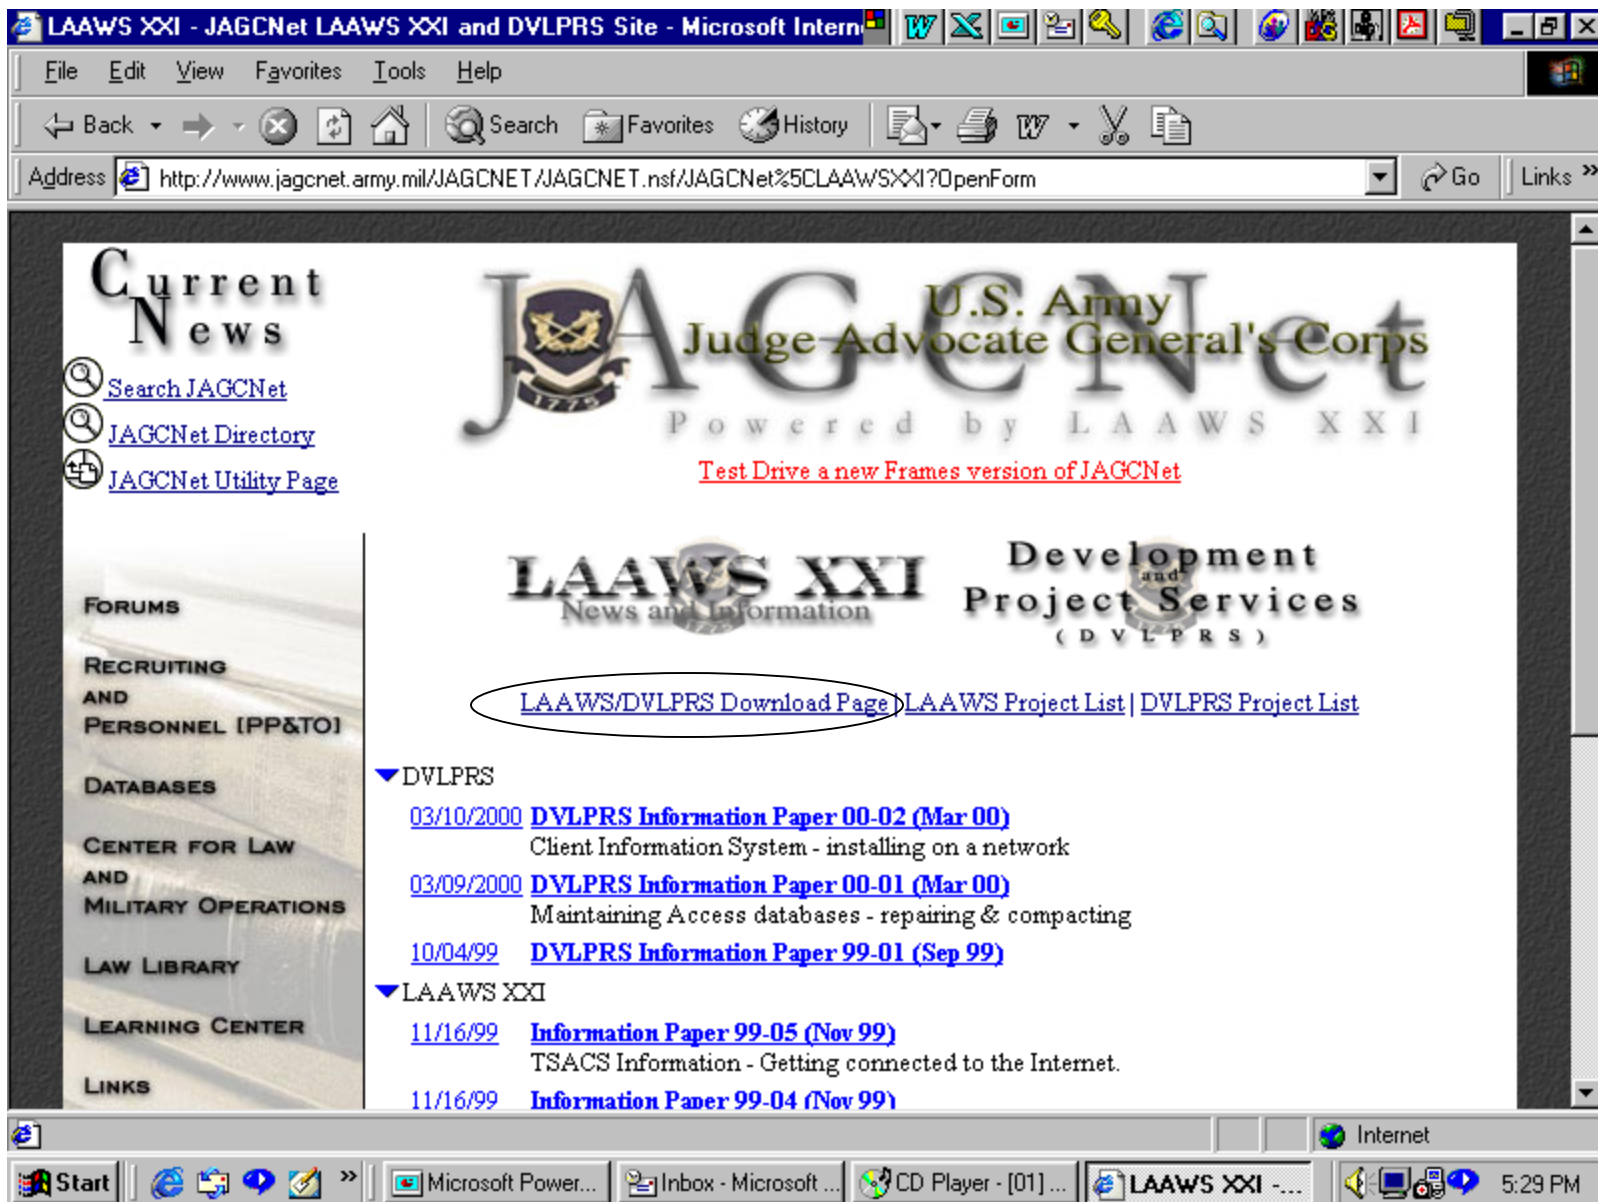 LAAWS XXI - JAGCNet LAAWS XXI and DVLPRS Site - Microsoft Intern
File Edit View Favorites Tools Help
Back Search Favorites History
Address http://www.jagcnet.army.mil/JAGCNET/JAGCNET.nsf/JAGCNet%5CLAAWSXXI?OpenForm Go Links »
Current
News
Search JAGCNet
JAGCNet Directory
JAGCNet Utility Page
JAGCNet
U.S. Army
Judge Advocate General's Corps
1775
Powered by LAAWS XXI
Test Drive a new Frames version of JAGCNet
LAAWS XXI
News and Information
Development
and
Project Services
(DVLPRS)
LAAWS/DVLPRS Download Page | LAAWS Project List | DVLPRS Project List
FORUMS
RECRUITING
AND
PERSONNEL [PP&TO]
DATABASES
CENTER FOR LAW
AND
MILITARY OPERATIONS
LAW LIBRARY
LEARNING CENTER
LINKS
DVLPRS
03/10/2000 DVLPRS Information Paper 00-02 (Mar 00)
Client Information System - installing on a network
03/09/2000 DVLPRS Information Paper 00-01 (Mar 00)
Maintaining Access databases - repairing & compacting
10/04/99 DVLPRS Information Paper 99-01 (Sep 99)
LAAWS XXI
11/16/99 Information Paper 99-05 (Nov 99)
TSACS Information - Getting connected to the Internet.
11/16/99 Information Paper 99-04 (Nov 99)
Internet
Start » Microsoft Power... Inbox - Microsoft ... CD Player - [01] ... LAAWS XXI -... 5:29 PM